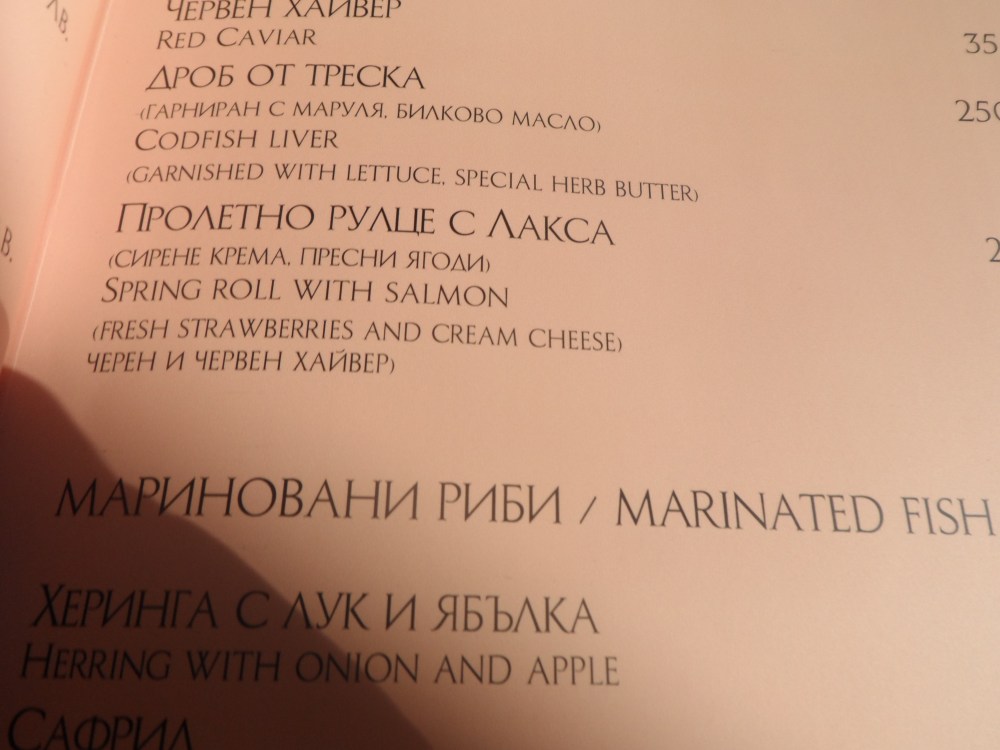 ЧЕРВЕН ХАЙВЕР
RED CAVIAR 35
ДРОБ ОТ ТРЕСКА
(ГАРНИРАН С МАРУЛЯ, БИЛКОВО МАСЛО) 250
CODFISH LIVER
(GARNISHED WITH LETTUCE, SPECIAL HERB BUTTER)
ПРОЛЕТНО РУЛЦЕ С ЛАКСА
(СИРЕНЕ КРЕМА, ПРЕСНИ ЯГОДИ) 2
SPRING ROLL WITH SALMON
(FRESH STRAWBERRIES AND CREAM CHEESE)
ЧЕРЕН И ЧЕРВЕН ХАЙВЕР)
МАРИНОВАНИ РИБИ / MARINATED FISH
ХЕРИНГА С ЛУК И ЯБЪЛКА
HERRING WITH ONION AND APPLE
САФРИД